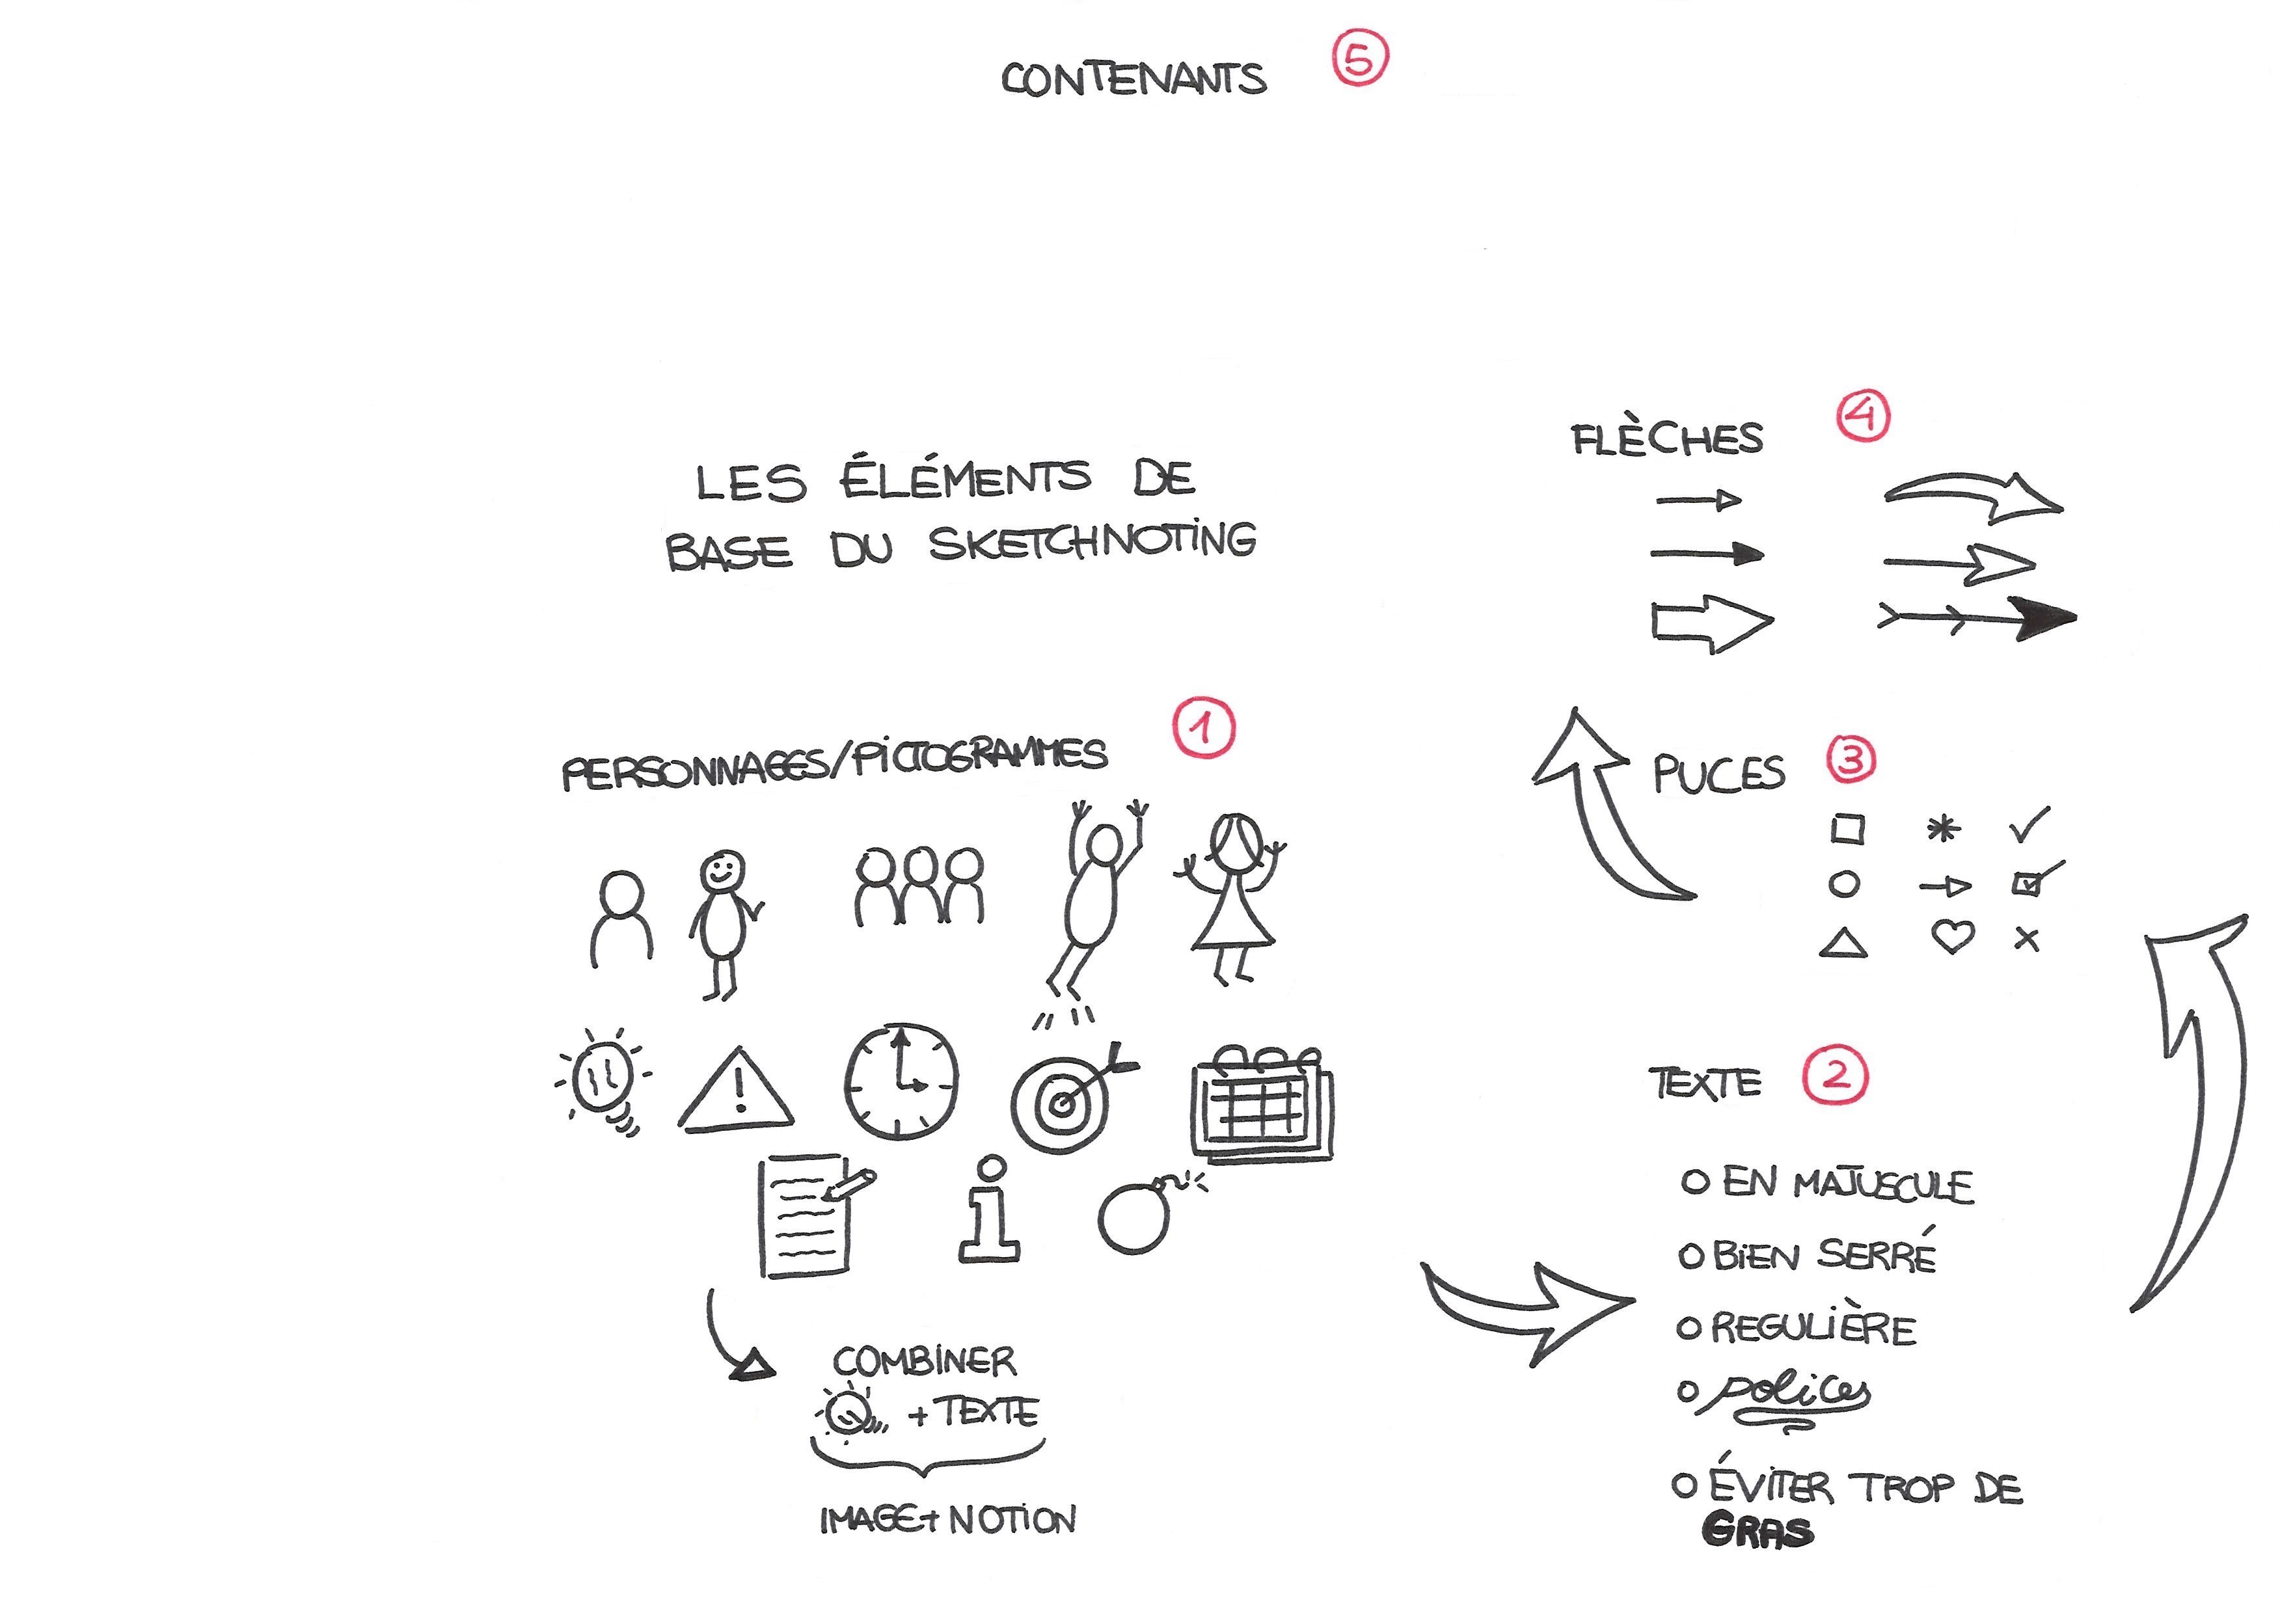 CONTENANTS 5
LES ÉLÉMENTS DE
BASE DU SKETCHNOTING
PERSONNAGES/PICTOGRAMMES 1
!
COMBINER
+ TEXTE
IMAGE + NOTION
TEXTE 2
EN MAJUSCULE
BIEN SERRÉ
REGULIÈRE
polices
ÉVITER TROP DE
GRAS
PUCES 3
FLÈCHES 4